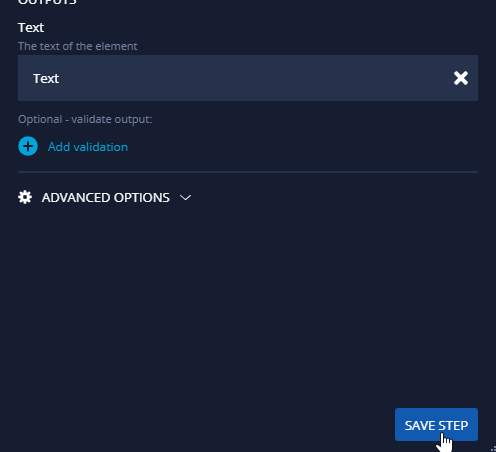 OUTPUTS
Text
The text of the element
Text
Optional - validate output:
Add validation
ADVANCED OPTIONS
SAVE STEP